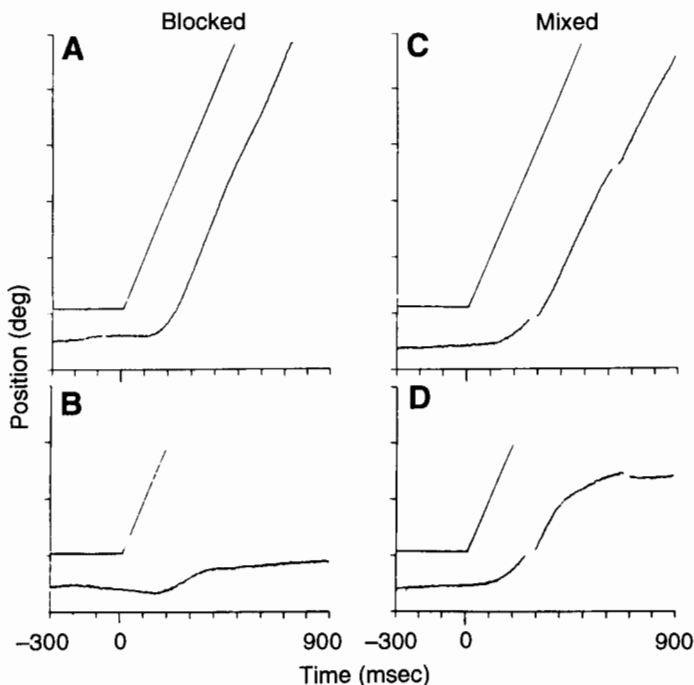 Blocked
Mixed
A
C
Position (deg)
B
D
−300 0 900
−300 0 900
Time (msec)